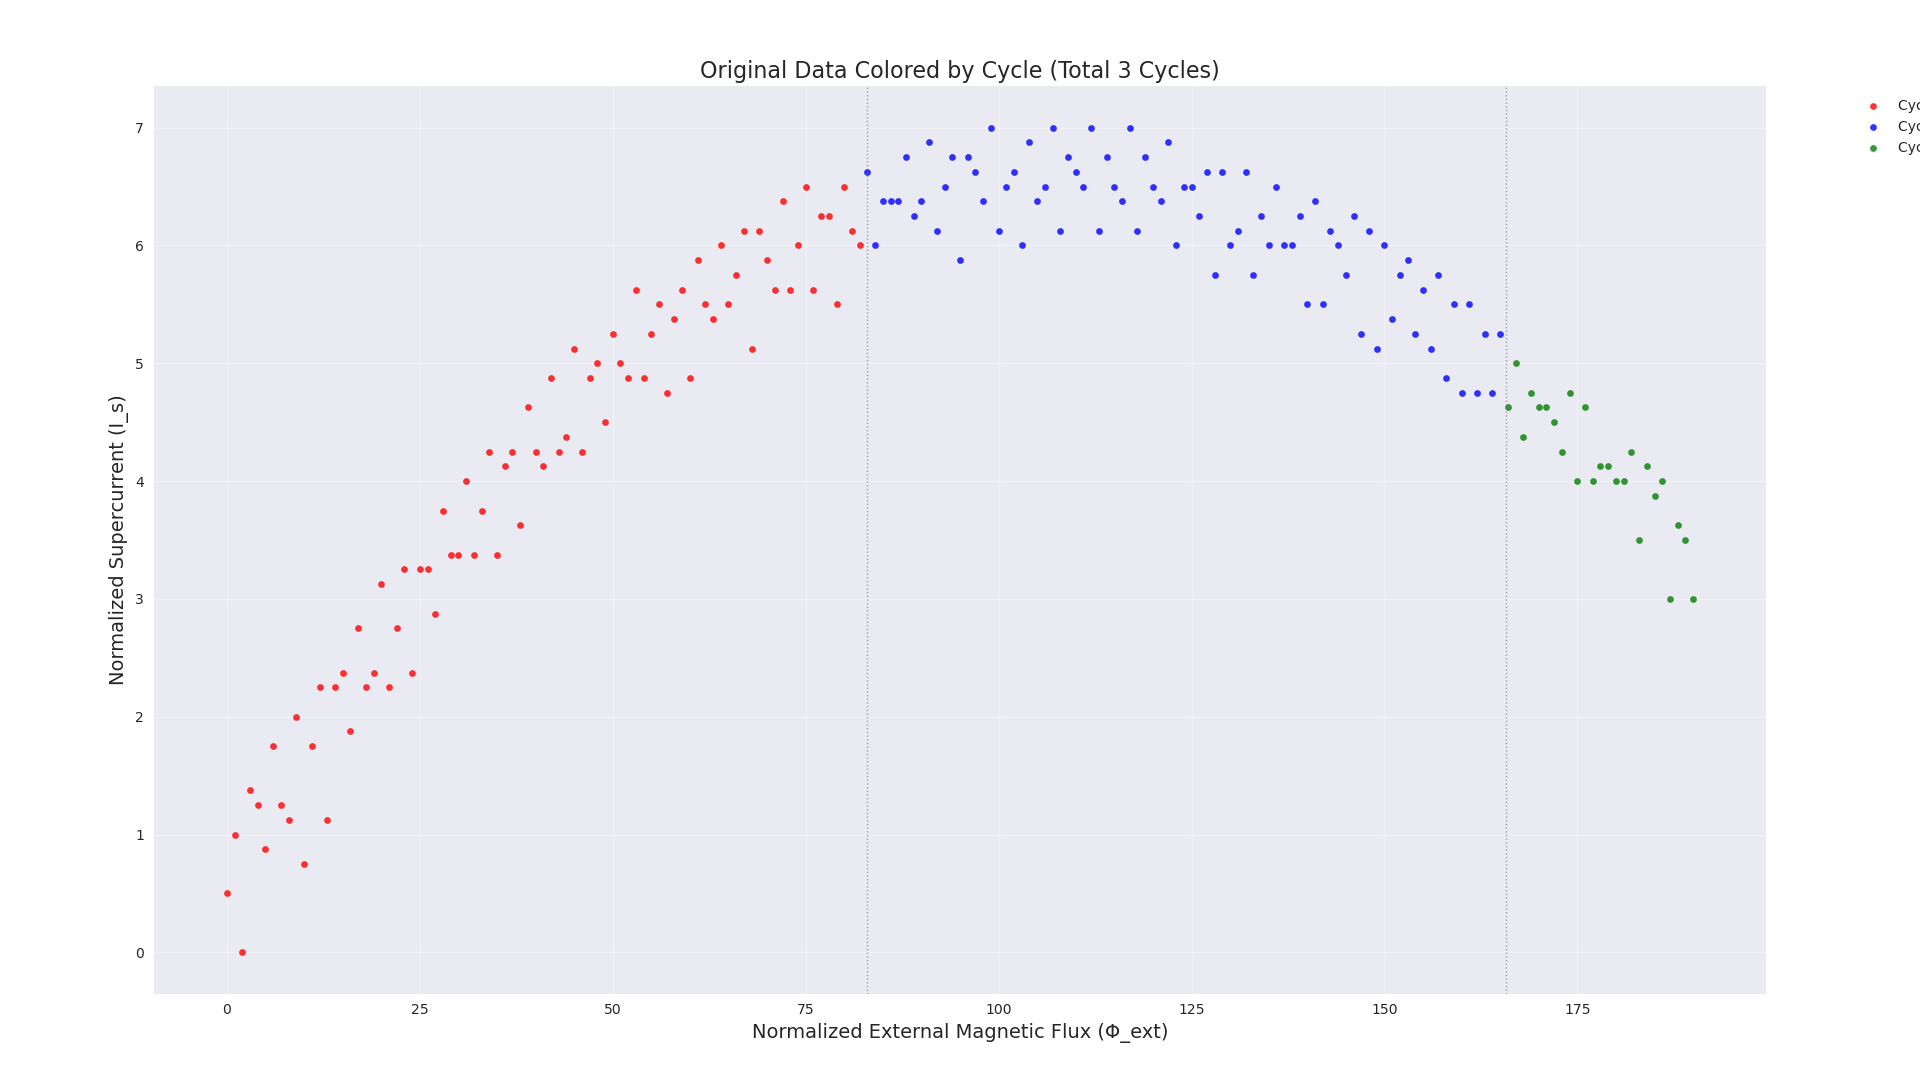 Original Data Colored by Cycle (Total 3 Cycles)
Cyc
Cyc
Cyc
7
6
5
4
3
2
1
0
Normalized Supercurrent (I_s)
0 25 50 75 100 125 150 175
Normalized External Magnetic Flux (Φ_ext)